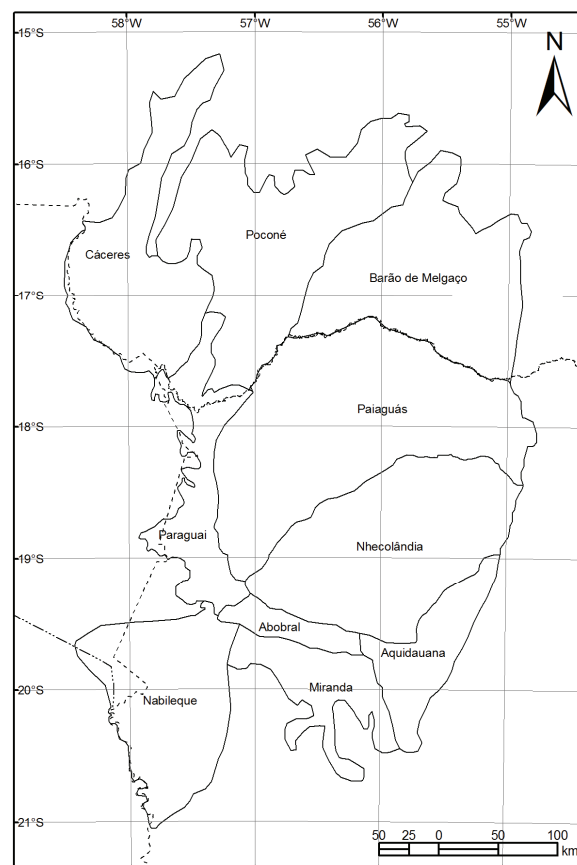 58°W 57°W 56°W 55°W
15°S
N
16°S
Poconé
Cáceres
Barão de Melgaço
17°S
Paiaguás
18°S
Paraguai
Nhecolândia
19°S
Abobral
Aquidauana
Miranda
20°S
Nabileque
21°S
50 25 0 50 100
km